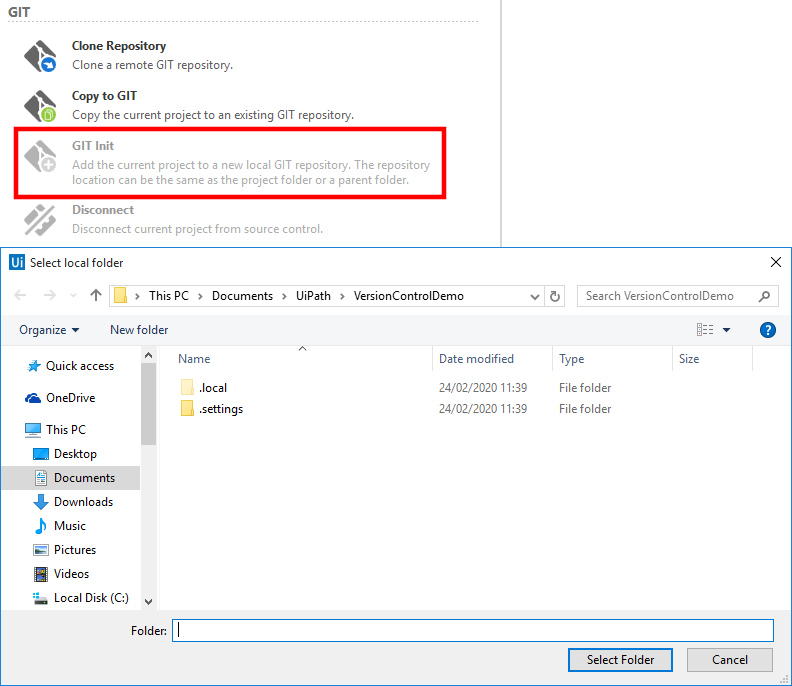 GIT
Clone Repository
Clone a remote GIT repository.
Copy to GIT
Copy the current project to an existing GIT repository.
GIT Init
Add the current project to a new local GIT repository. The repository
location can be the same as the project folder or a parent folder.
Disconnect
Disconnect current project from source control.
Ui Select local folder
This PC > Documents > UiPath > VersionControlDemo
Search VersionControlDemo
Organize New folder
?
Name Date modified Type Size
Quick access
OneDrive
This PC
Desktop
Documents
Downloads
Music
Pictures
Videos
Local Disk (C:)
.local 24/02/2020 11:39 File folder
.settings 24/02/2020 11:39 File folder
Folder:
Select Folder Cancel